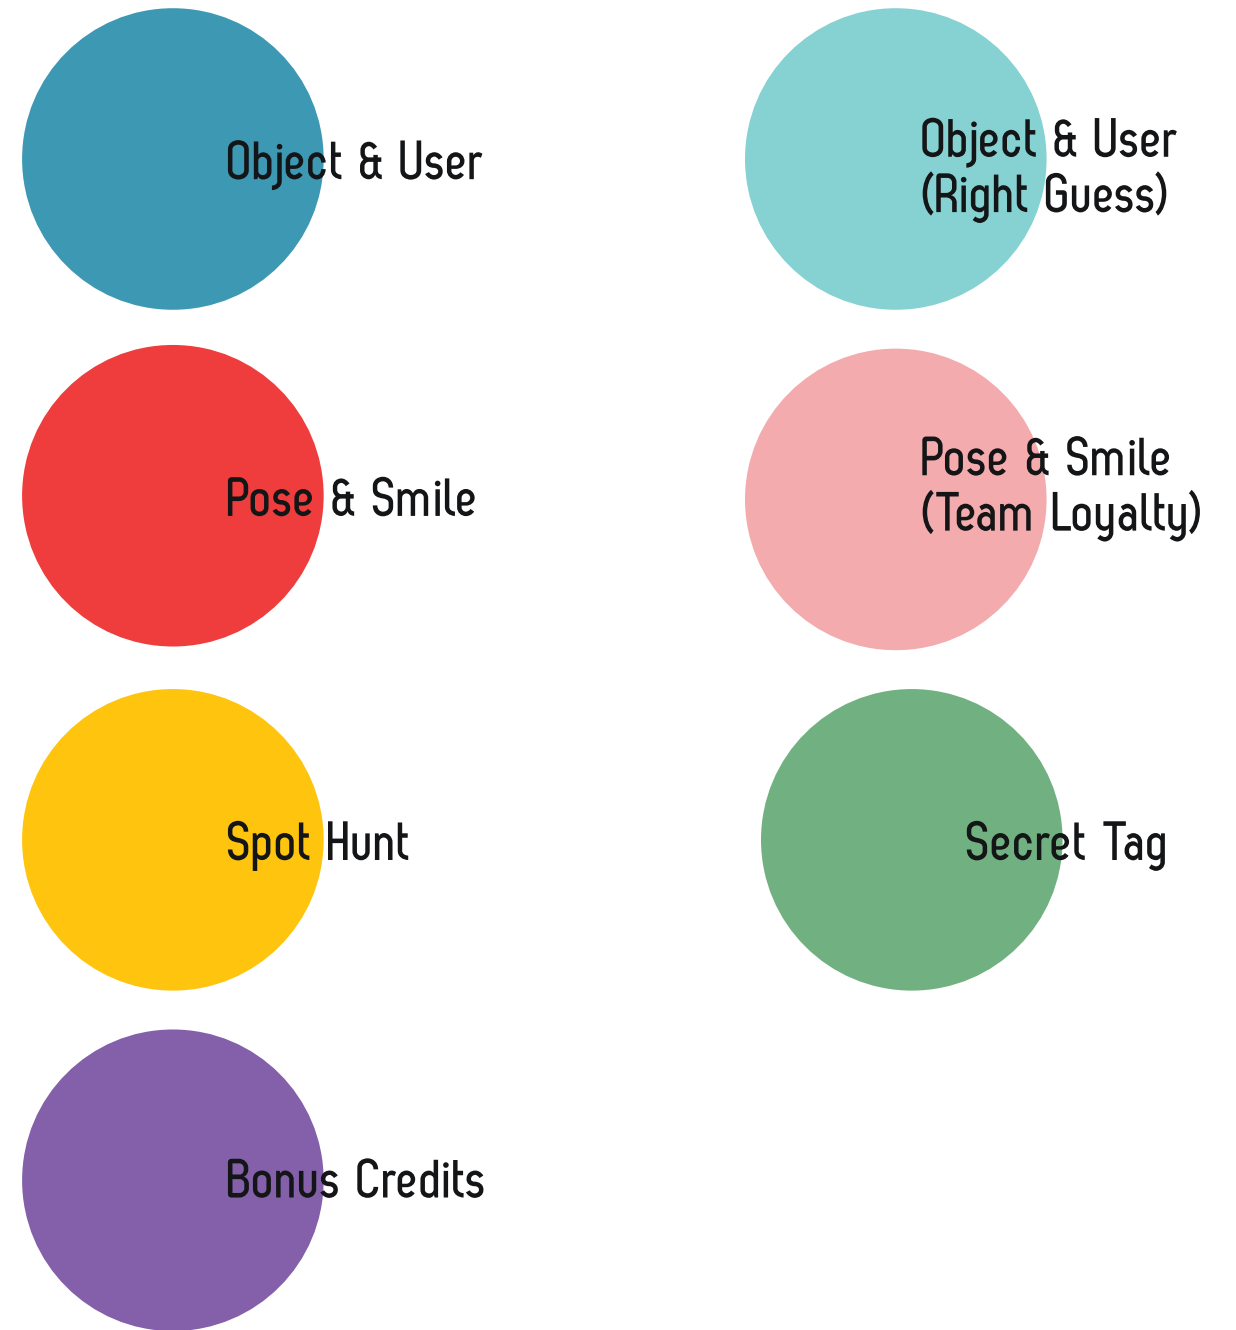 Object & User
Object & User
(Right Guess)
Pose & Smile
Pose & Smile
(Team Loyalty)
Spot Hunt
Secret Tag
Bonus Credits